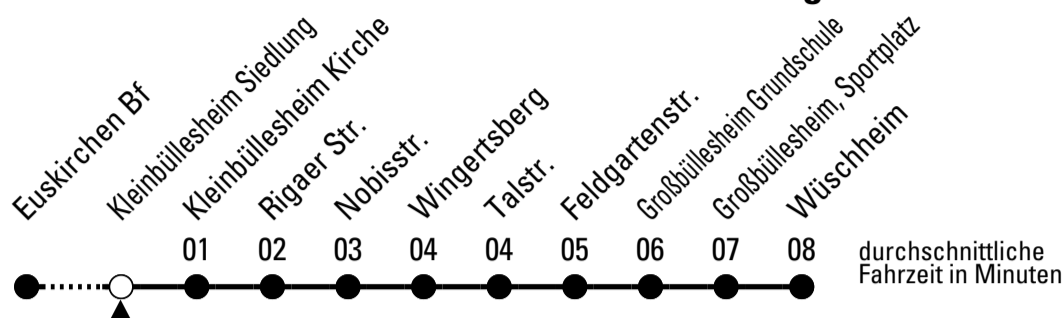 Euskirchen Bf
Kleinbüllesheim Siedlung
Kleinbüllesheim Kirche
Rigaer Str.
Nobisstr.
Wingertsberg
Talstr.
Feldgartenstr.
Großbüllesheim Grundschule
Großbüllesheim, Sportplatz
Wüschheim
01 02 03 04 04 05 06 07 08
durchschnittliche
Fahrzeit in Minuten